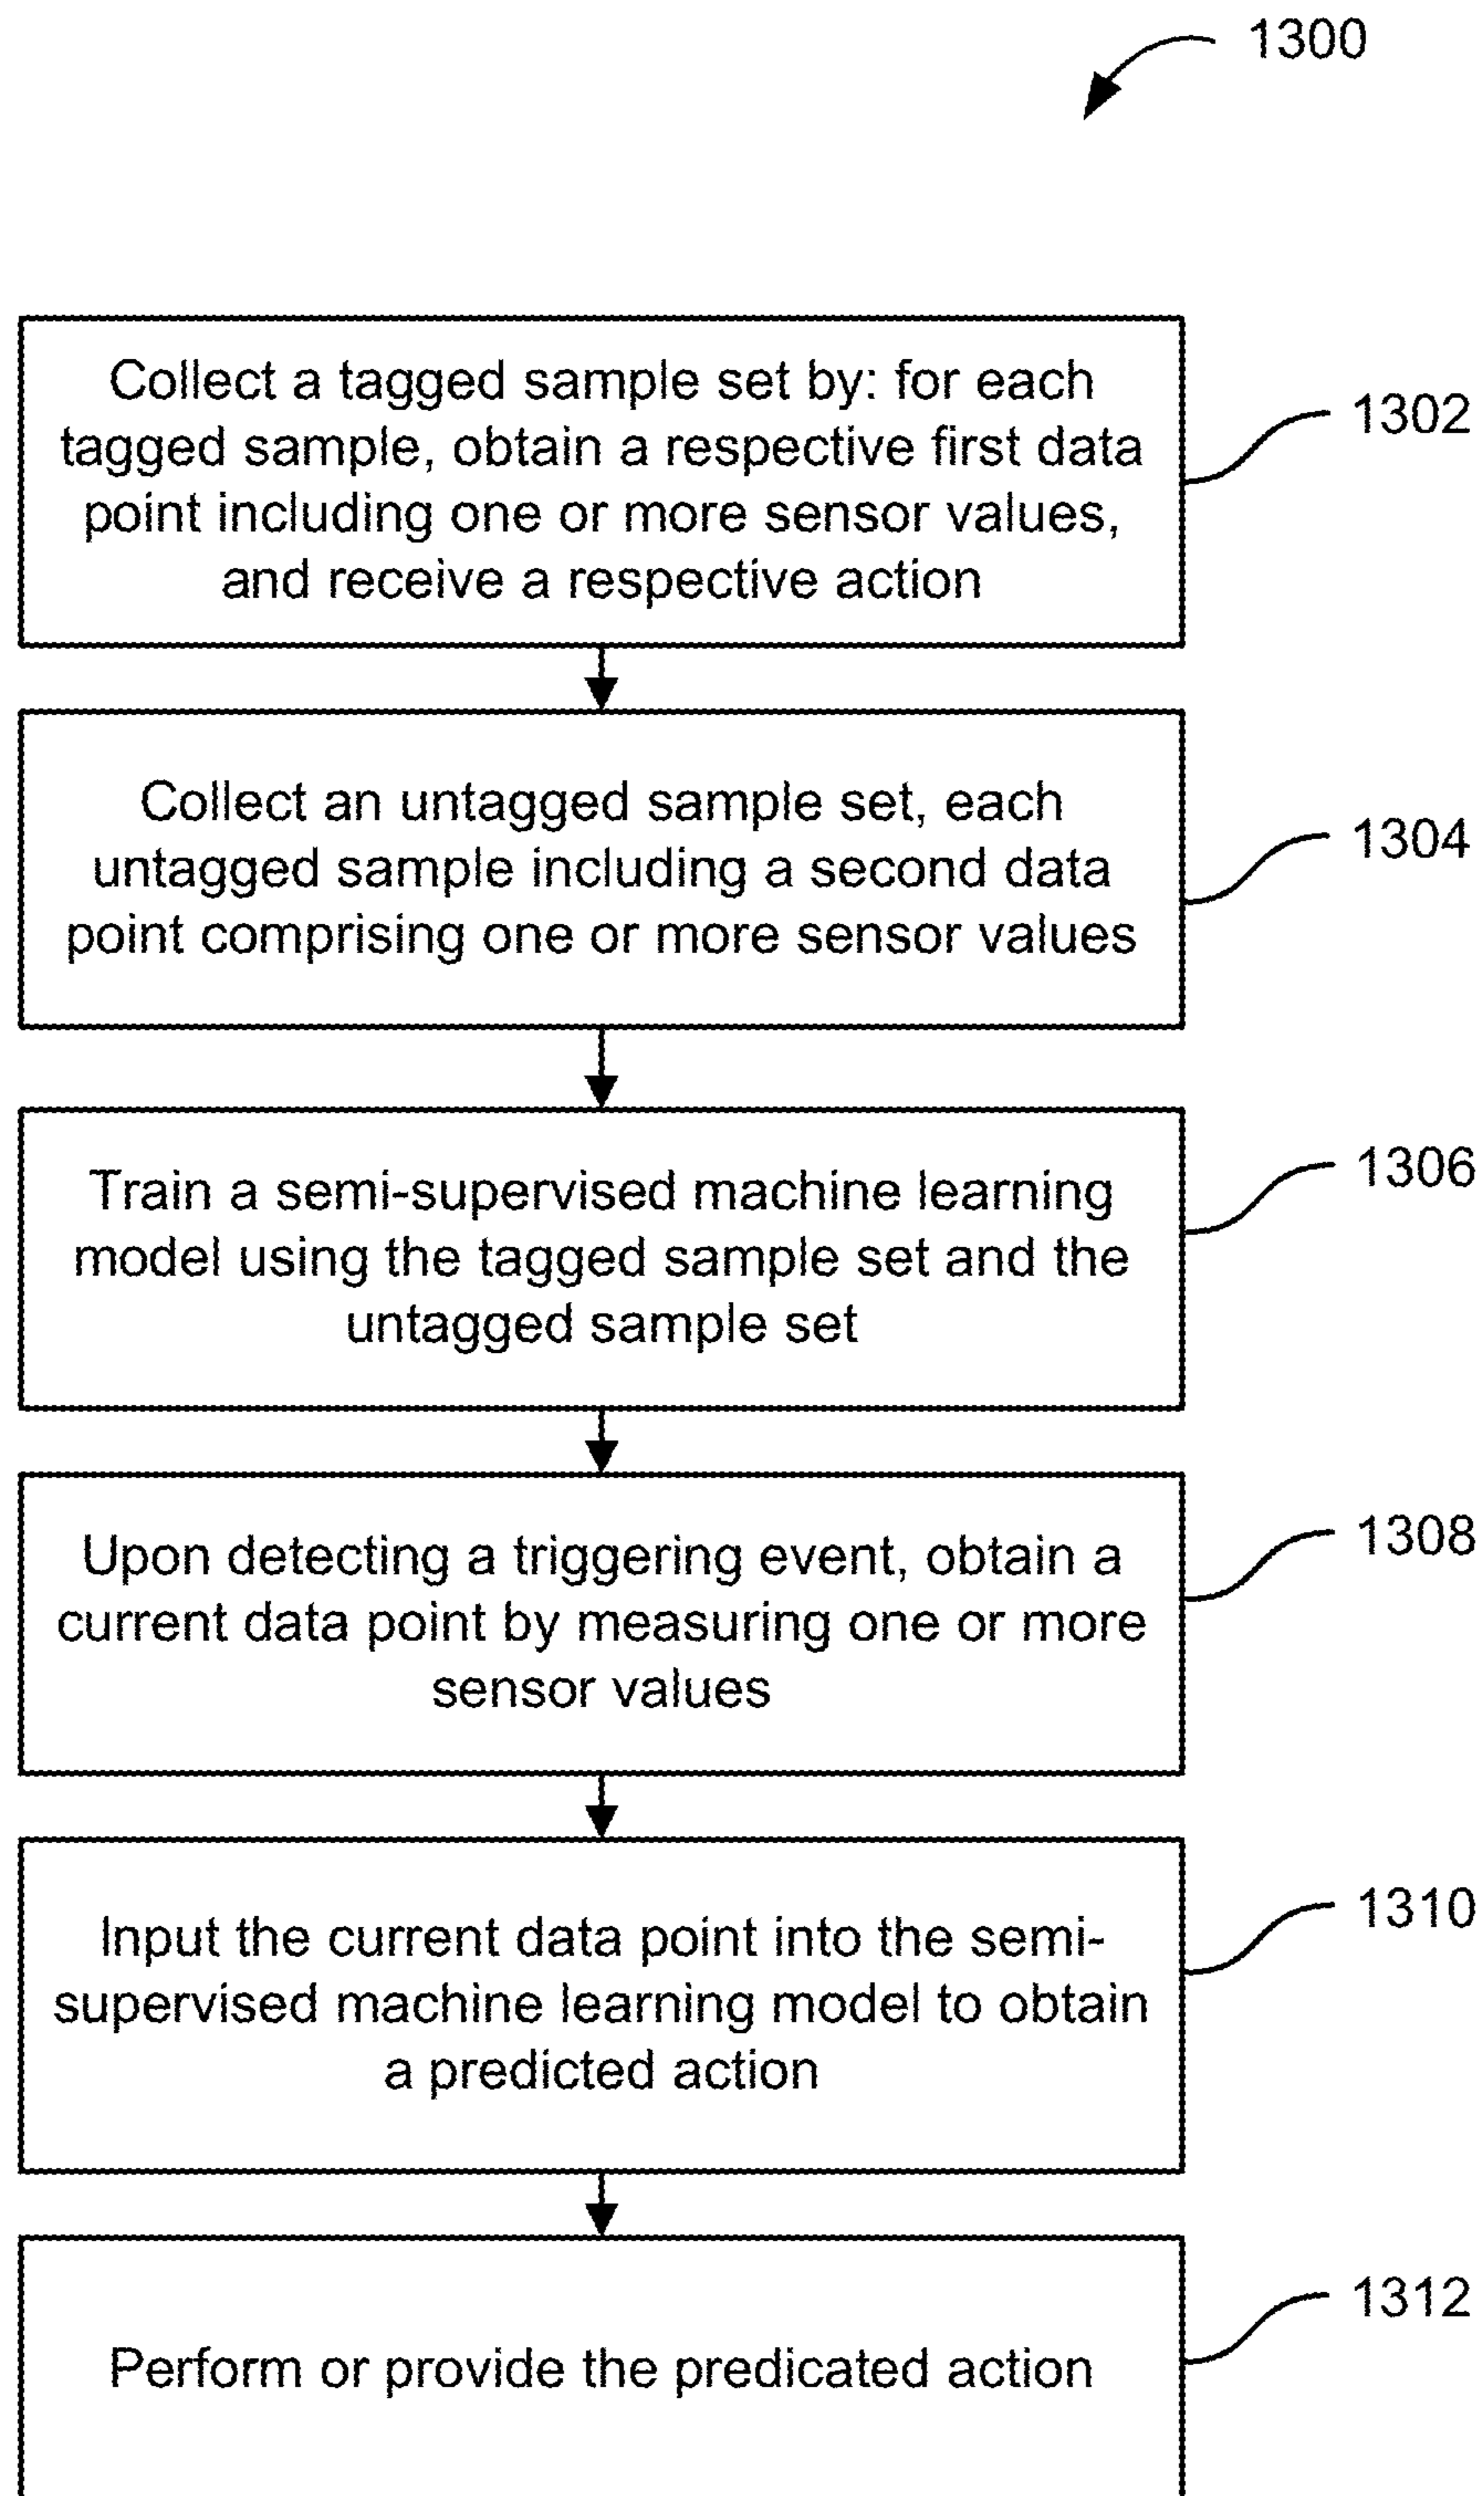 1300
Collect a tagged sample set by: for each
tagged sample, obtain a respective first data
point including one or more sensor values,
and receive a respective action
1302
Collect an untagged sample set, each
untagged sample including a second data
point comprising one or more sensor values
1304
Train a semi-supervised machine learning
model using the tagged sample set and the
untagged sample set
1306
Upon detecting a triggering event, obtain a
current data point by measuring one or more
sensor values
1308
Input the current data point into the semi-
supervised machine learning model to obtain
a predicted action
1310
Perform or provide the predicated action
1312